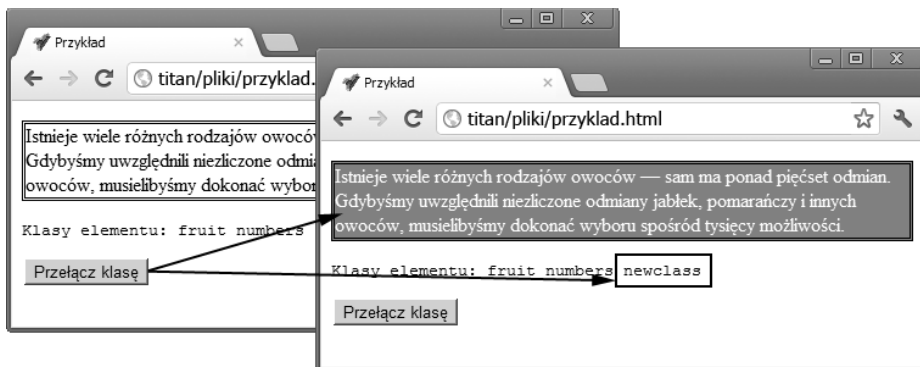 Przykład
titan/pliki/przyklad.
Istnieje wiele różnych rodzajów owocó
Gdybyśmy uwzględnili niezliczone odmia
owoców, musielibyśmy dokonać wybor
Klasy elementu: fruit numbers
Przełącz klasę
Przykład
titan/pliki/przyklad.html
Istnieje wiele różnych rodzajów owoców — sam ma ponad pięćset odmian.
Gdybyśmy uwzględnili niezliczone odmiany jabłek, pomarańczy i innych
owoców, musielibyśmy dokonać wyboru spośród tysięcy możliwości.
Klasy elementu: fruit numbers newclass
Przełącz klasę